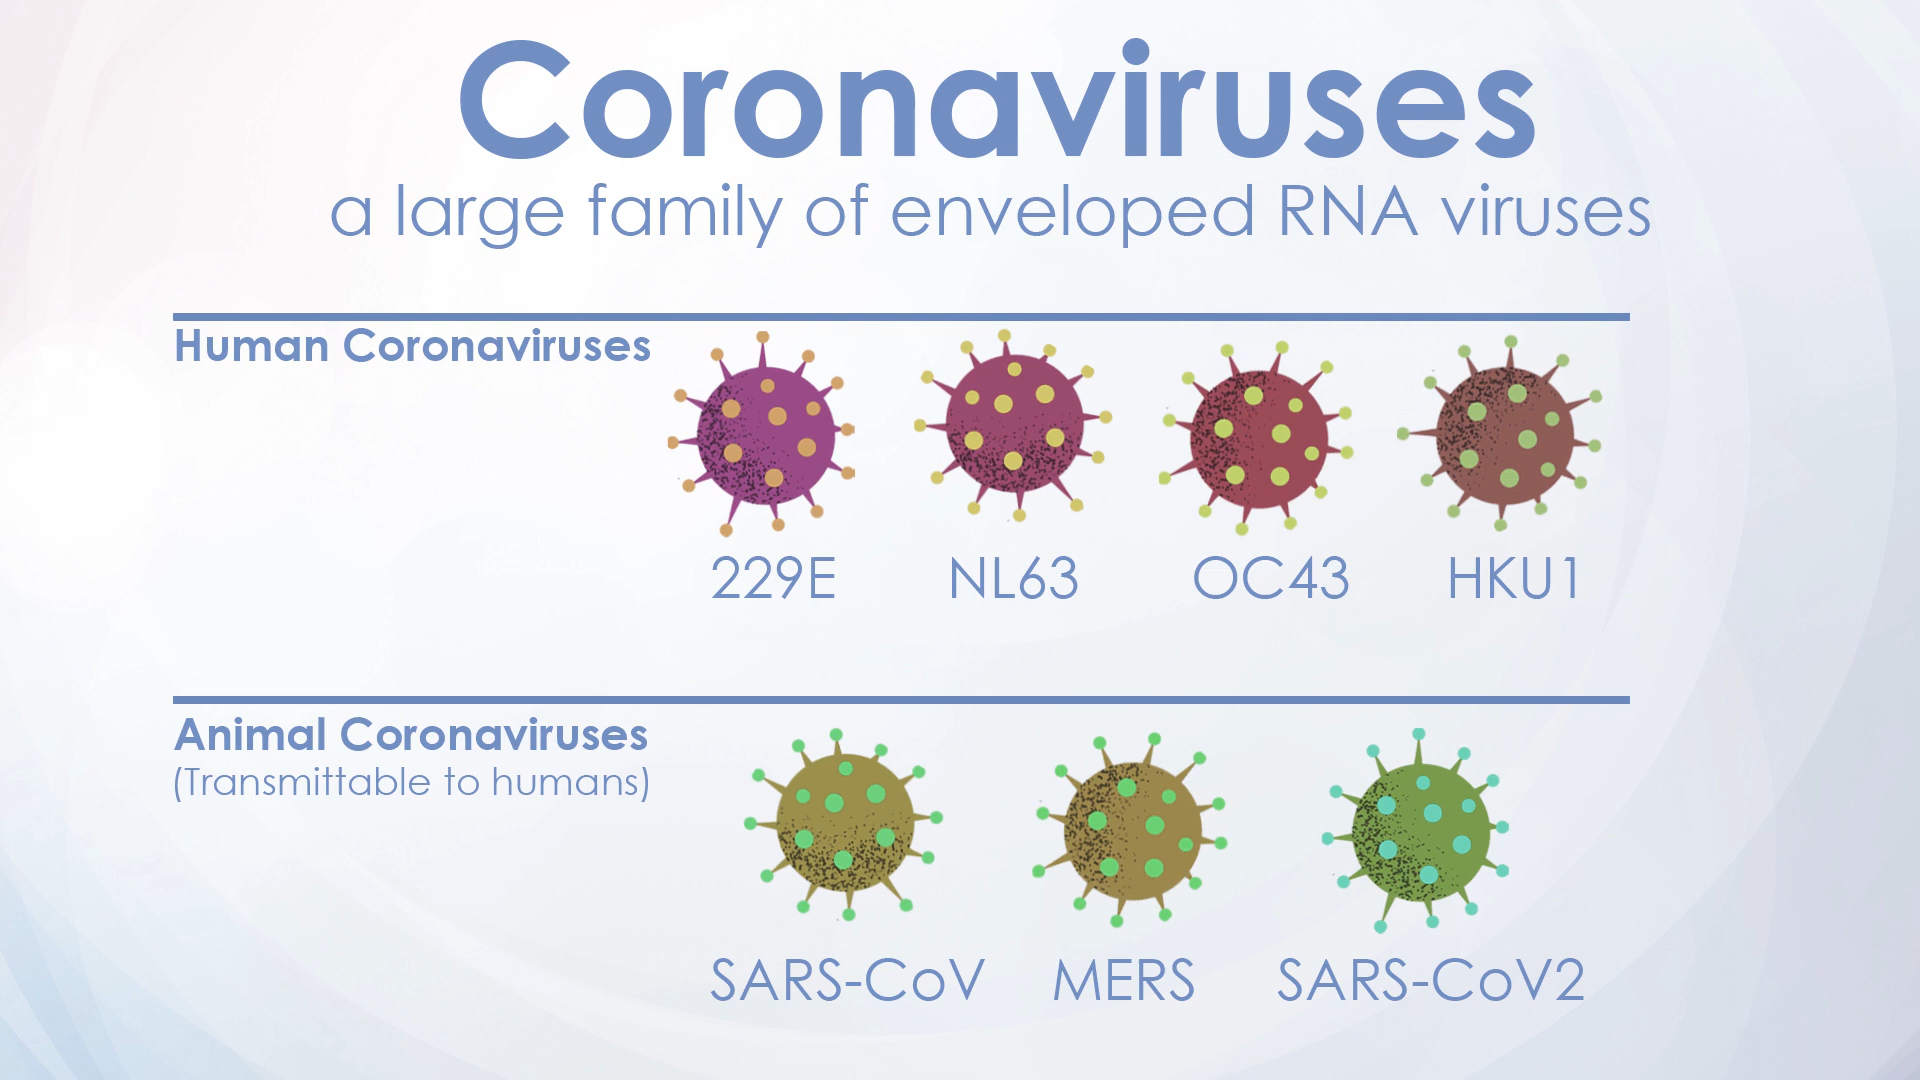 Coronaviruses
a large family of enveloped RNA viruses
Human Coronaviruses
229E NL63 OC43 HKU1
Animal Coronaviruses
(Transmittable to humans)
SARS-CoV MERS SARS-CoV2